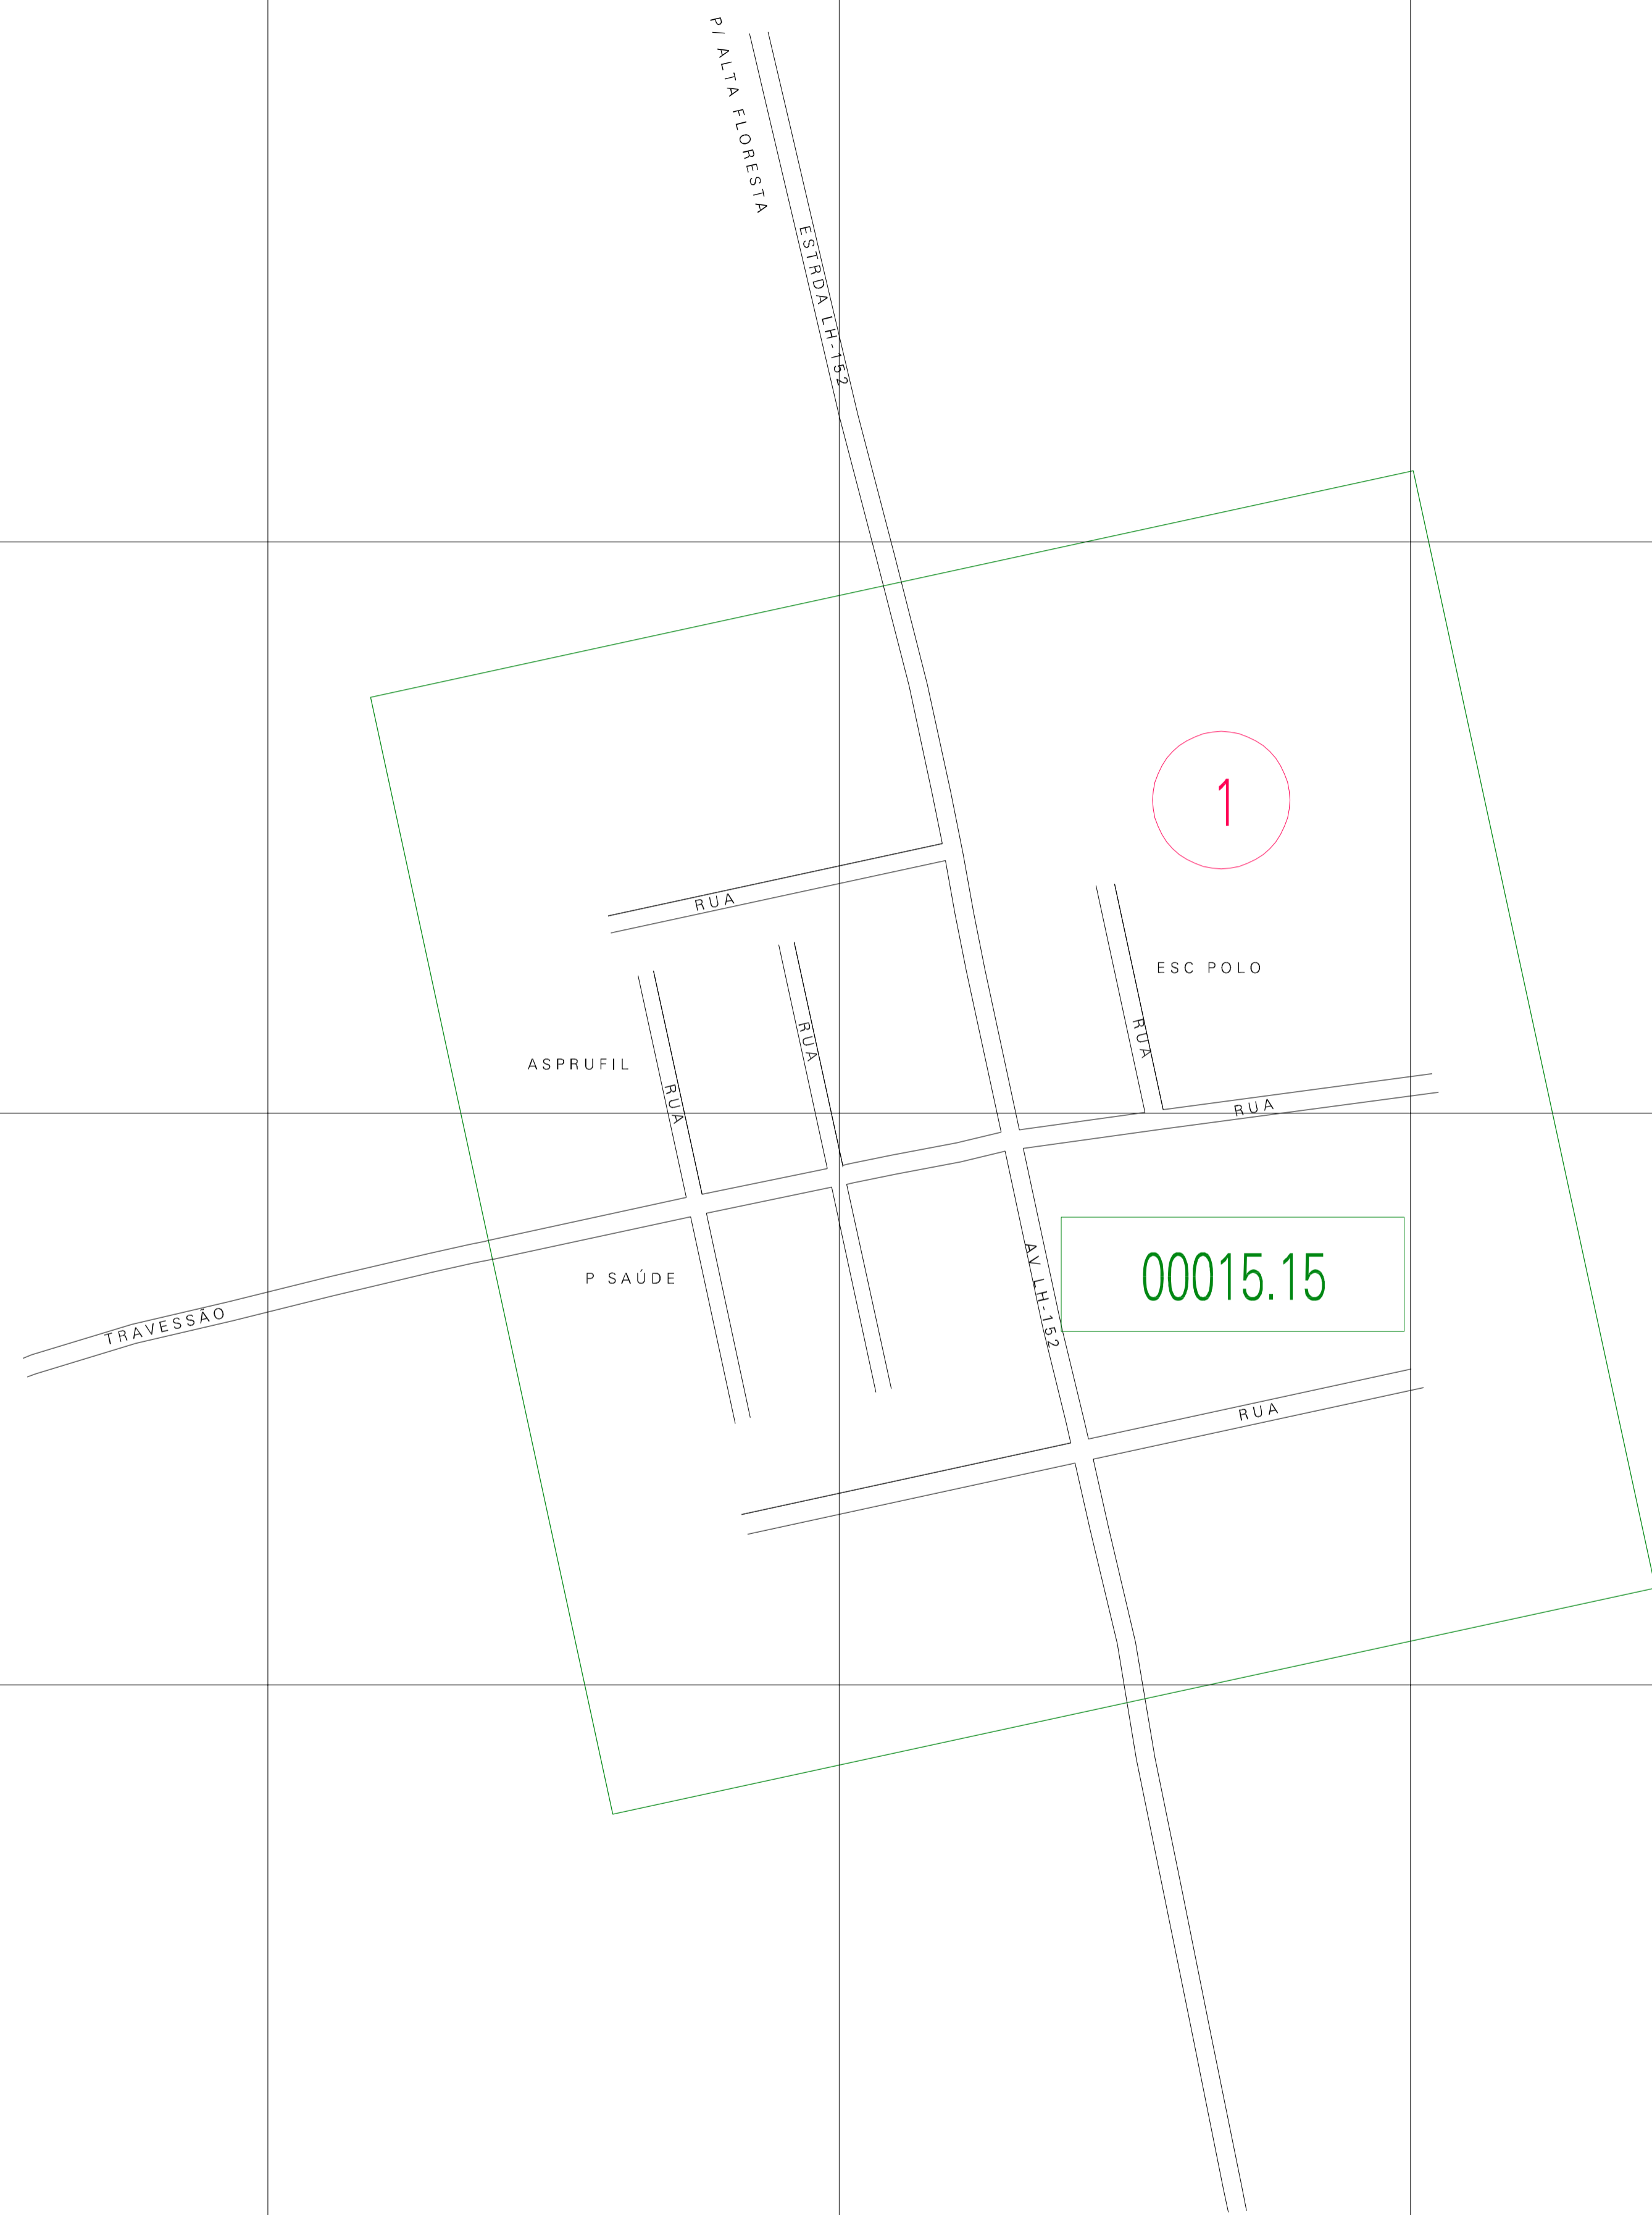 P/ ALTA FLORESTA
ESTRDA LH-152
1
RUA
ESC POLO
RUA
RUA
ASPRUFIL
RUA
RUA
P SAÚDE
AV LH-152
00015.15
TRAVESSÃO
RUA